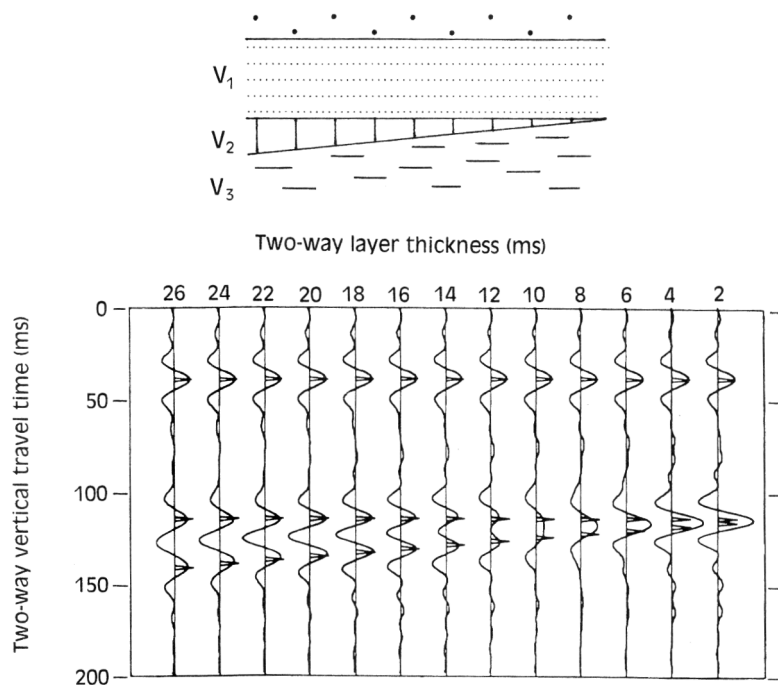 V1
V2
V3
Two-way layer thickness (ms)
26 24 22 20 18 16 14 12 10 8 6 4 2
Two-way vertical travel time (ms)
0
50
100
150
200